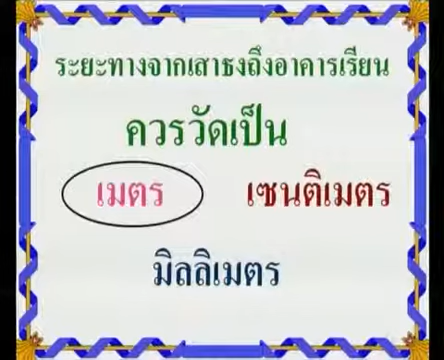 ระยะทางจากเสาธงถึงอาคารเรียน
ควรวัดเป็น
เมตร เซนติเมตร
มิลลิเมตร